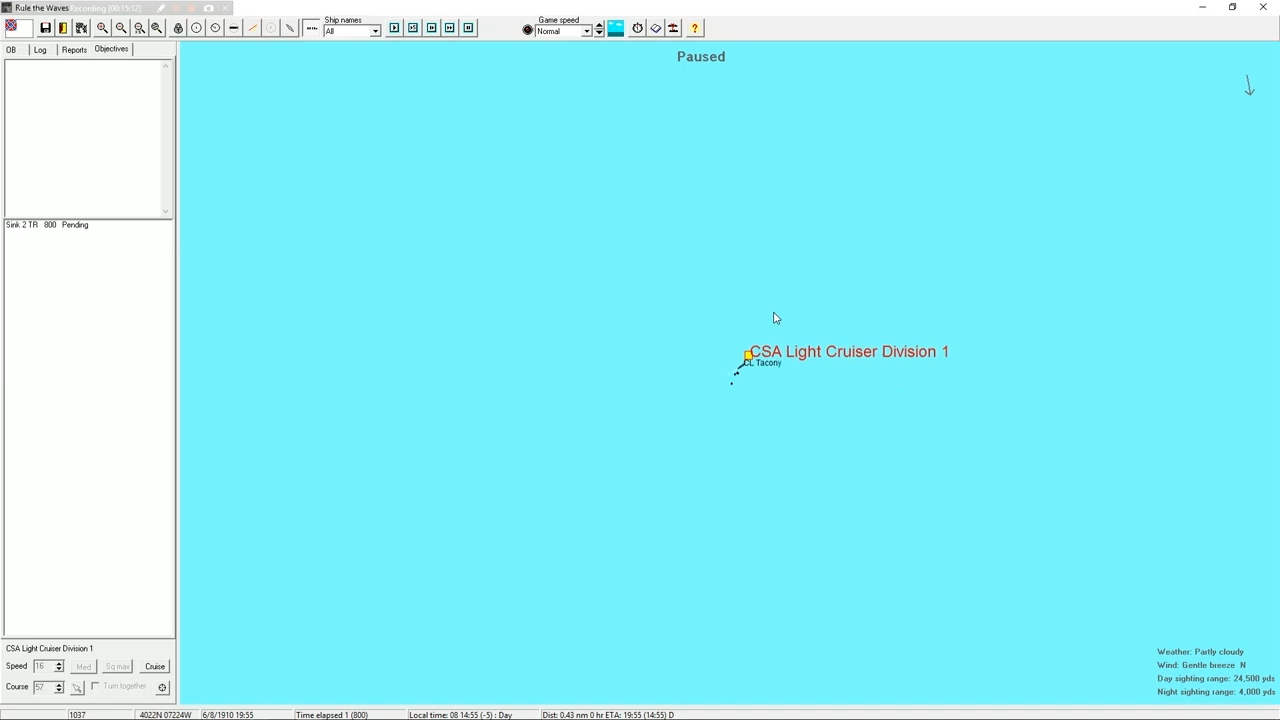 Rule the Waves Recording [00:15:12]
Ship names
All
Game speed
Normal
OB Log Reports Objectives
Paused
Sink 2 TR 800 Pending
CSA Light Cruiser Division 1
CL Tacony
CSA Light Cruiser Division 1
Speed 16 Med Sq max Cruise
Course 57 Turn together
Weather: Partly cloudy
Wind: Gentle breeze N
Day sighting range: 24,500 yds
Night sighting range: 4,000 yds
1037 4022N 07224W 6/8/1910 19:55 Time elapsed 1 (800) Local time: 08 14:55 (-5) : Day Dist: 0.43 nm 0 hr ETA: 19:55 (14:55) D